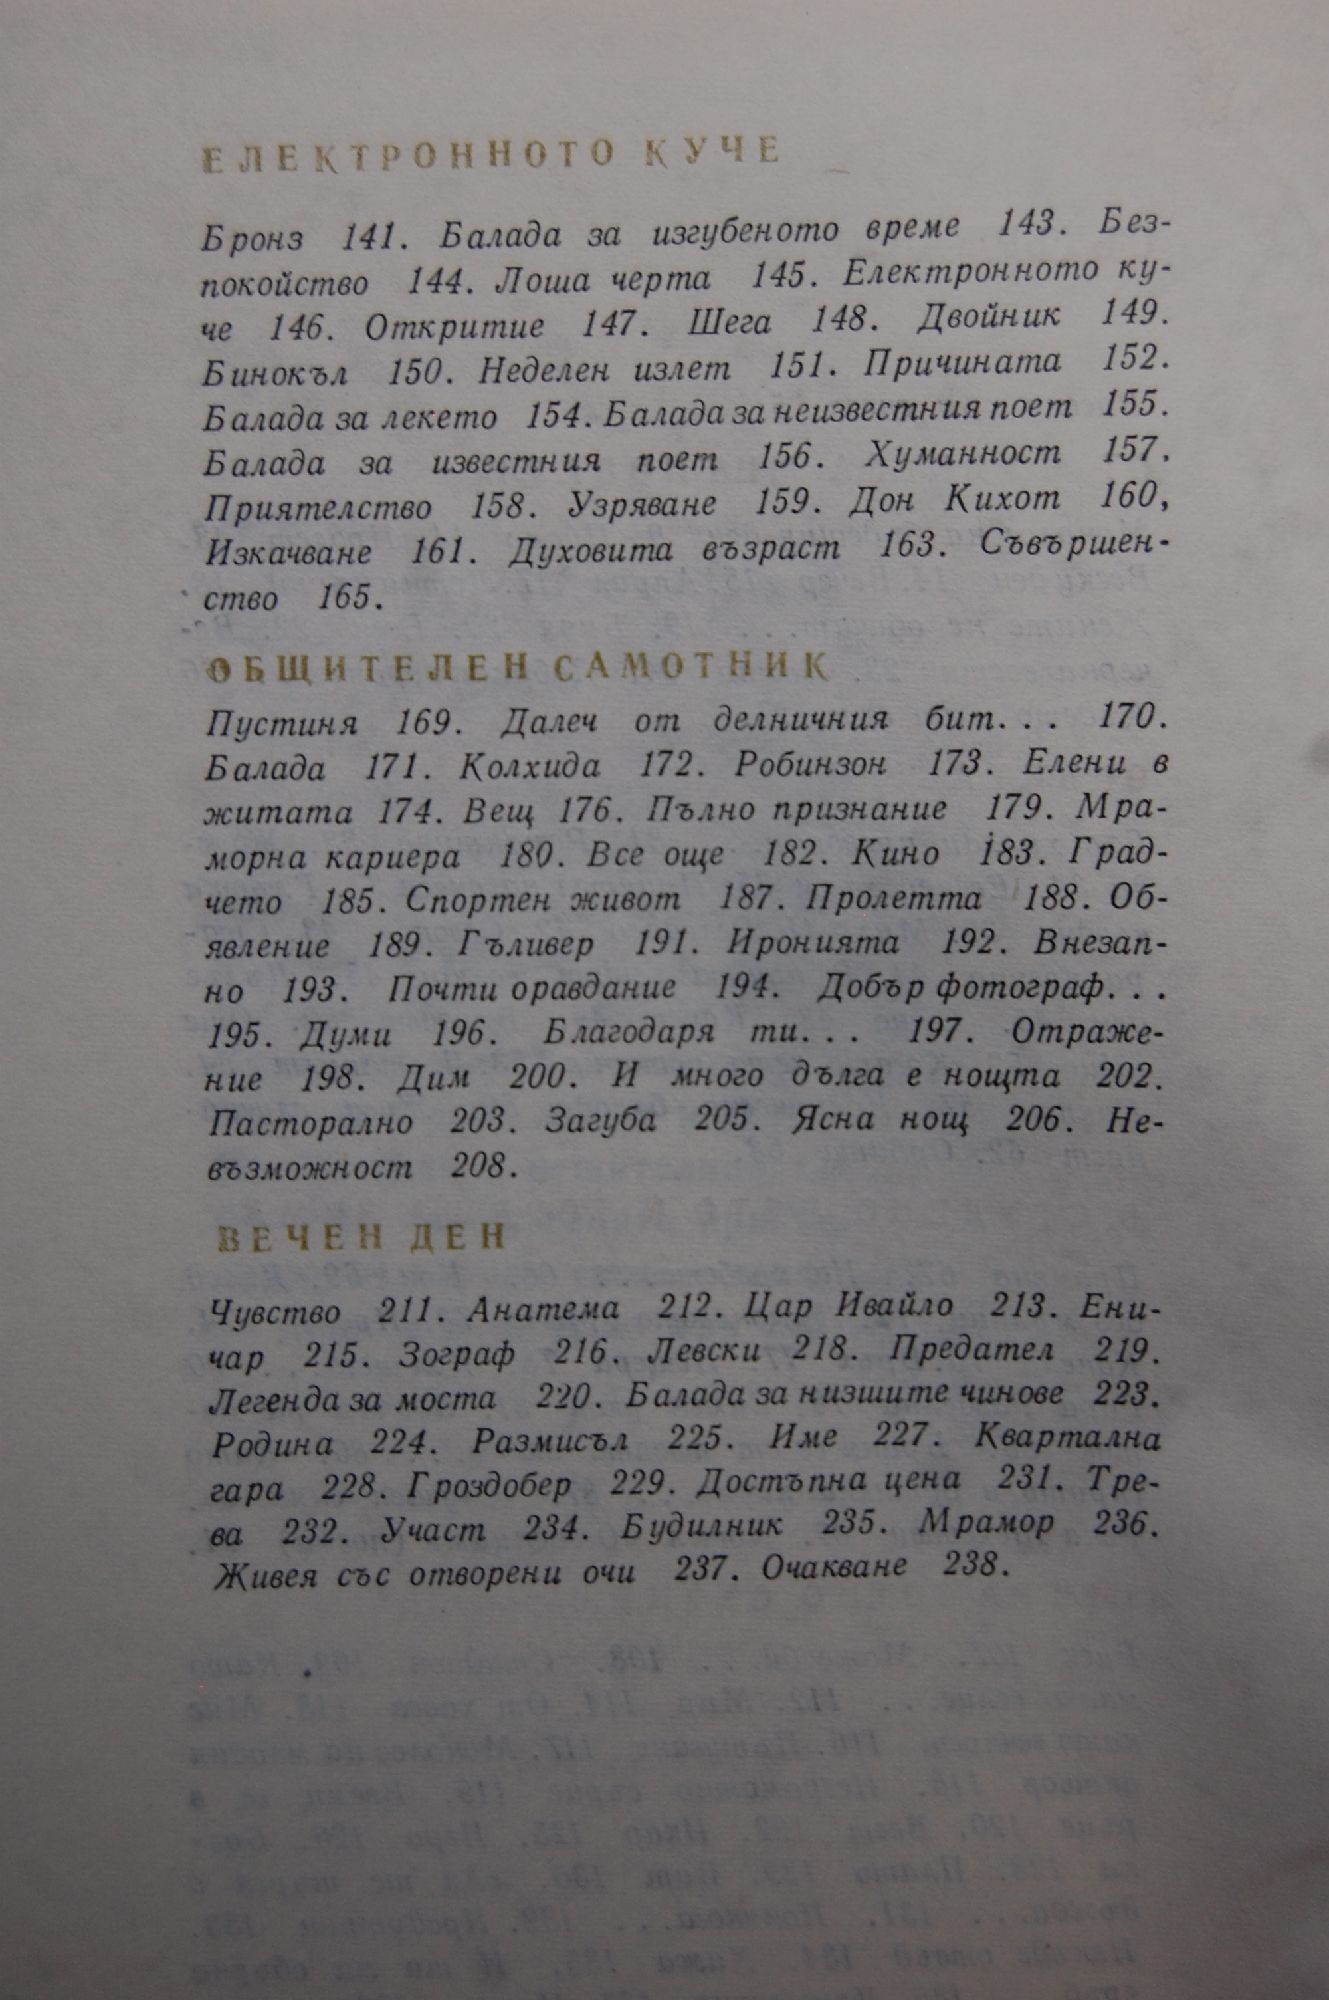 ЕЛЕКТРОННОТО КУЧЕ
Бронз 141. Балада за изгубеното време 143. Без-
покойство 144. Лоша черта 145. Електронното ку-
че 146. Откритие 147. Шега 148. Двойник 149.
Бинокъл 150. Неделен излет 151. Причината 152.
Балада за лекето 154. Балада за неизвестния поет 155.
Балада за известния поет 156. Хуманност 157.
Приятелство 158. Узряване 159. Дон Кихот 160,
Изкачване 161. Духовита възраст 163. Съвършен-
ство 165.
ОБЩИТЕЛЕН САМОТНИК
Пустиня 169. Далеч от делничния бит... 170.
Балада 171. Колхида 172. Робинзон 173. Елени в
житата 174. Вещ 176. Пълно признание 179. Мра-
морна кариера 180. Все още 182. Кино 183. Град-
чето 185. Спортен живот 187. Пролетта 188. Об-
явление 189. Гъливер 191. Иронията 192. Внезап-
но 193. Почти оравдание 194. Добър фотограф...
195. Думи 196. Благодаря ти... 197. Отраже-
ние 198. Дим 200. И много дълга е нощта 202.
Пасторално 203. Загуба 205. Ясна нощ 206. Не-
възможност 208.
ВЕЧЕН ДЕН
Чувство 211. Анатема 212. Цар Ивайло 213. Ени-
чар 215. Зограф 216. Левски 218. Предател 219.
Легенда за моста 220. Балада за низшите чинове 223.
Родина 224. Размисъл 225. Име 227. Квартална
гара 228. Гроздобер 229. Достъпна цена 231. Тре-
ва 232. Участ 234. Будилник 235. Мрамор 236.
Живея със отворени очи 237. Очакване 238.